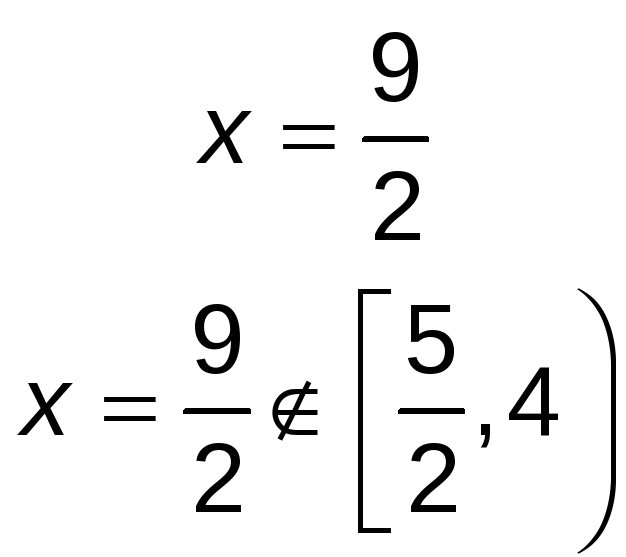 x = 9/2
x = 9/2 ∉ [5/2, 4)